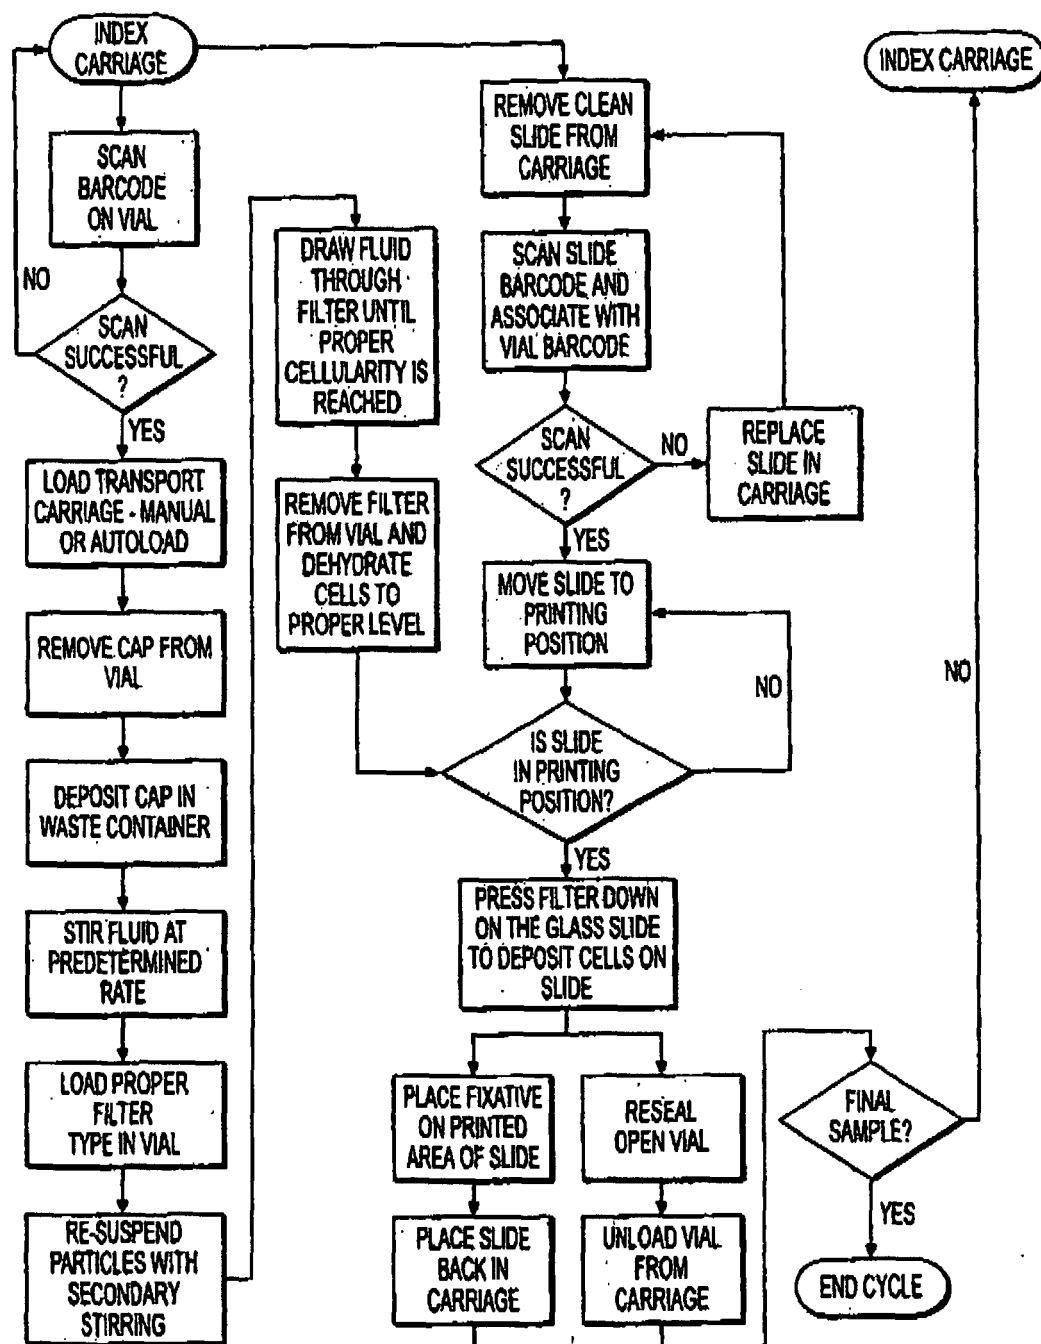 INDEX
CARRIAGE
SCAN
BARCODE
ON VIAL
NO
SCAN
SUCCESSFUL
?
YES
LOAD TRANSPORT
CARRIAGE - MANUAL
OR AUTOLOAD
REMOVE CAP FROM
VIAL
DEPOSIT CAP IN
WASTE CONTAINER
STIR FLUID AT
PREDETERMINED
RATE
LOAD PROPER
FILTER
TYPE IN VIAL
RE-SUSPEND
PARTICLES WITH
SECONDARY
STIRRING
DRAW FLUID
THROUGH
FILTER UNTIL
PROPER
CELLULARITY IS
REACHED
REMOVE FILTER
FROM VIAL AND
DEHYDRATE
CELLS TO
PROPER LEVEL
REMOVE CLEAN
SLIDE FROM
CARRIAGE
SCAN SLIDE
BARCODE AND
ASSOCIATE WITH
VIAL BARCODE
SCAN
SUCCESSFUL
?
NO
REPLACE
SLIDE IN
CARRIAGE
YES
MOVE SLIDE TO
PRINTING
POSITION
NO
IS SLIDE
IN PRINTING
POSITION?
YES
PRESS FILTER DOWN
ON THE GLASS SLIDE
TO DEPOSIT CELLS ON
SLIDE
PLACE FIXATIVE
ON PRINTED
AREA OF SLIDE
PLACE SLIDE
BACK IN
CARRIAGE
RESEAL
OPEN VIAL
UNLOAD VIAL
FROM
CARRIAGE
INDEX CARRIAGE
NO
FINAL
SAMPLE?
YES
END CYCLE